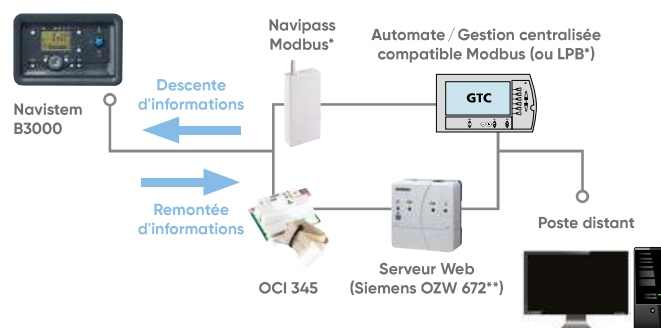 Navipass
Modbus*
Automate / Gestion centralisée
compatible Modbus (ou LPB*)
Descente
d'informations
GTC
Navistem
B3000
Remontée
d'informations
Poste distant
OCI 345
Serveur Web
(Siemens OZW 672**)